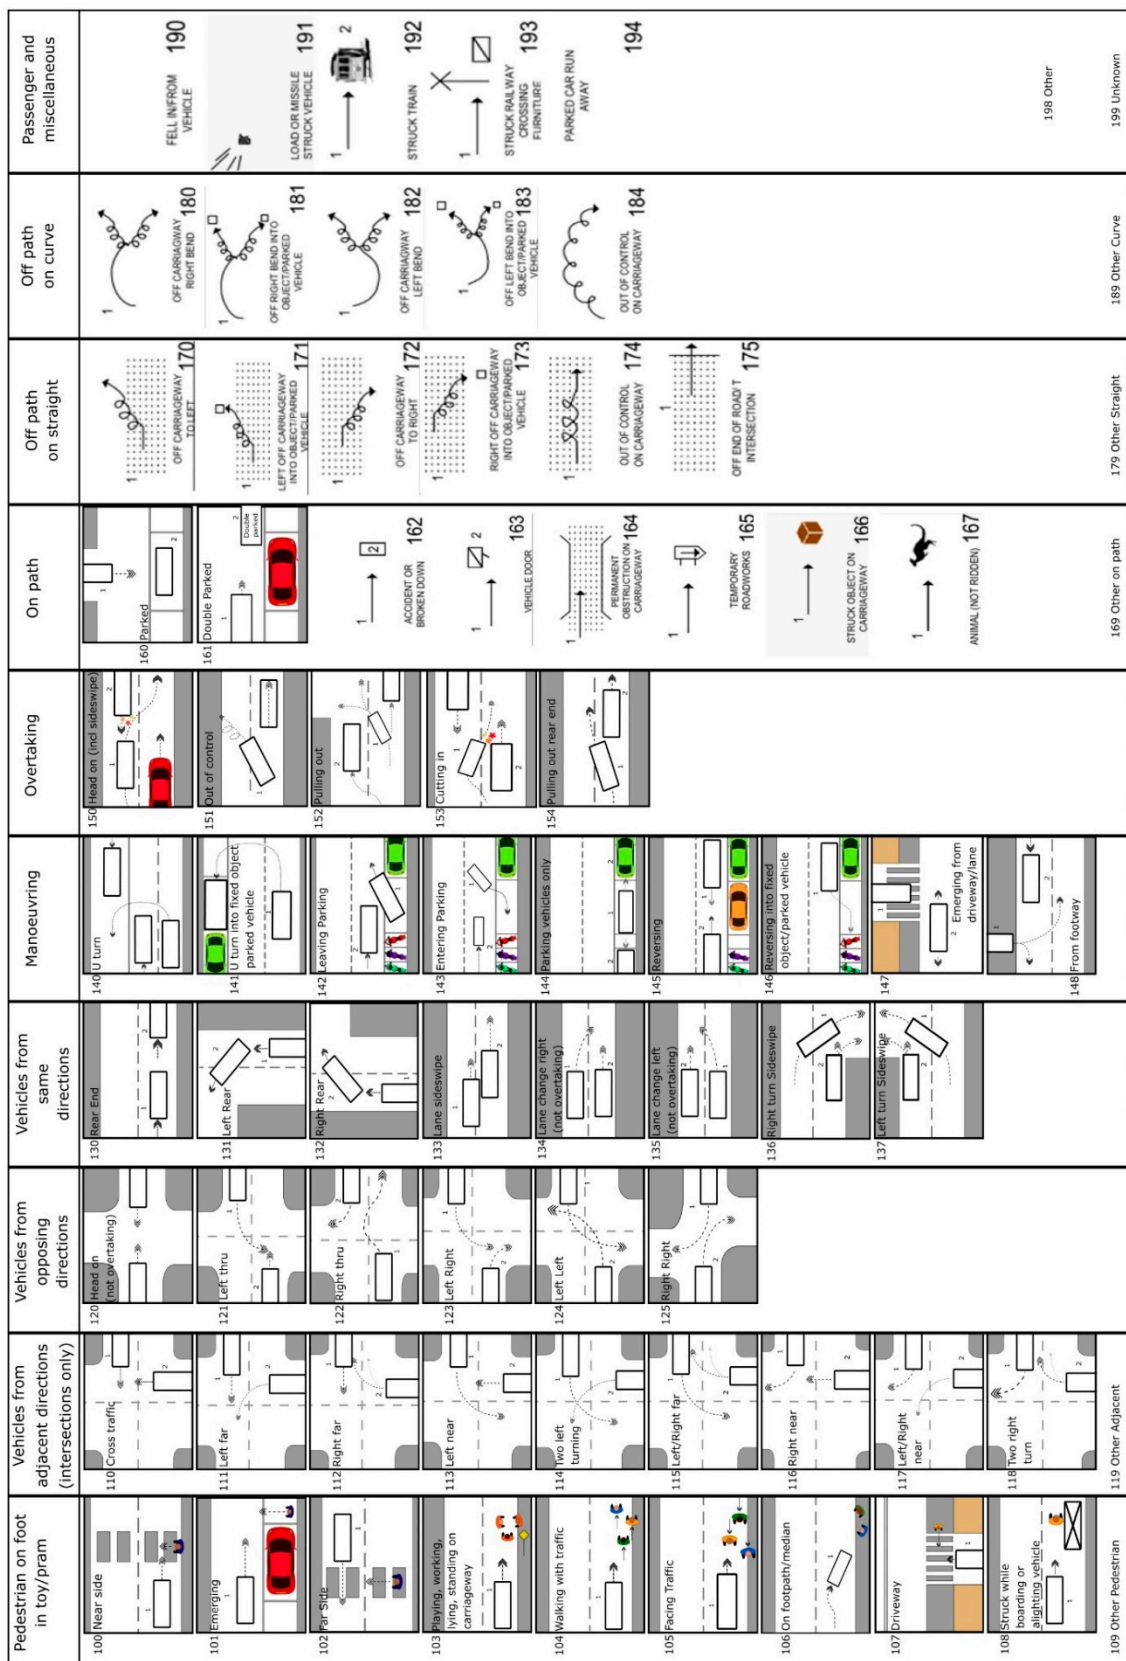 Pedestrian on foot
in toy/pram
100 Near side
101 Emerging
102 Far Side
103 Playing, working,
lying, standing on
carriageway
104 Walking with traffic
105 Facing Traffic
106 On footpath/median
107 Driveway
108 Struck while
boarding or
alighting vehicle
109 Other Pedestrian
Vehicles from
adjacent directions
(intersections only)
110 Cross traffic
111 Left far
112 Right far
113 Left near
114 Two left
turning
115 Left/Right far
116 Right near
117 Left/Right
near
118 Two right
turn
119 Other Adjacent
Vehicles from
opposing
directions
120 Head on
(not overtaking)
121 Left thru
122 Right thru
123 Left Right
124 Left Left
125 Right Right
Vehicles from
same
directions
130 Rear End
131 Left Rear
132 Right Rear
133 Lane sideswipe
134 Lane change right
(not overtaking)
135 Lane change left
(not overtaking)
136 Right turn Sideswipe
137 Left turn Sideswipe
Manoeuvring
140 U turn
141 U turn into fixed object,
parked vehicle
142 Leaving Parking
143 Entering Parking
144 Parking vehicles only
145 Reversing
146 Reversing into fixed
object/parked vehicle
147 Emerging from
driveway/lane
148 From footway
Overtaking
150 Head on (incl sideswipe)
151 Out of control
152 Pulling out
153 Cutting in
154 Pulling out rear end
On path
160 Parked
161 Double Parked
Double
parked
ACCIDENT OR
BROKEN DOWN
162
VEHICLE DOOR
163
PERMANENT
OBSTRUCTION ON
CARRIAGEWAY
164
TEMPORARY
ROADWORKS
165
STRUCK OBJECT ON
CARRIAGEWAY
166
ANIMAL (NOT RIDDEN)
167
169 Other on path
Off path
on straight
OFF CARRIAGEWAY
TO LEFT
170
LEFT OFF CARRIAGEWAY
INTO OBJECT/PARKED
VEHICLE
171
OFF CARRIAGEWAY
TO RIGHT
172
RIGHT OFF CARRIAGEWAY
INTO OBJECT/PARKED
VEHICLE
173
OUT OF CONTROL
ON CARRIAGEWAY
174
OFF END OF ROAD/ T
INTERSECTION
175
179 Other Straight
Off path
on curve
OFF CARRIAGWAY
RIGHT BEND
180
OFF RIGHT BEND INTO
OBJECT/PARKED
VEHICLE
181
OFF CARRIAGWAY
LEFT BEND
182
OFF LEFT BEND INTO
OBJECT/PARKED
VEHICLE
183
OUT OF CONTROL
ON CARRIAGEWAY
184
189 Other Curve
Passenger and
miscellaneous
FELL IN/FROM
VEHICLE
190
LOAD OR MISSILE
STRUCK VEHICLE
191
STRUCK TRAIN
192
STRUCK RAILWAY
CROSSING
FURNITURE
193
PARKED CAR RUN
AWAY
194
198 Other
199 Unknown